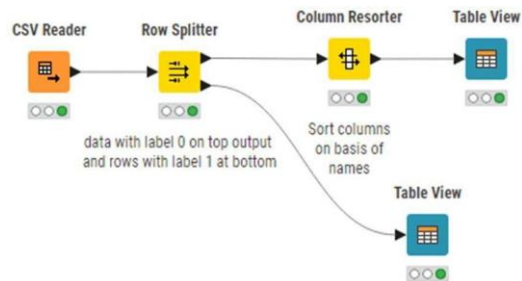 CSV Reader
Row Splitter
Column Resorter
Table View
data with label 0 on top output
and rows with label 1 at bottom
Sort columns
on basis of
names
Table View